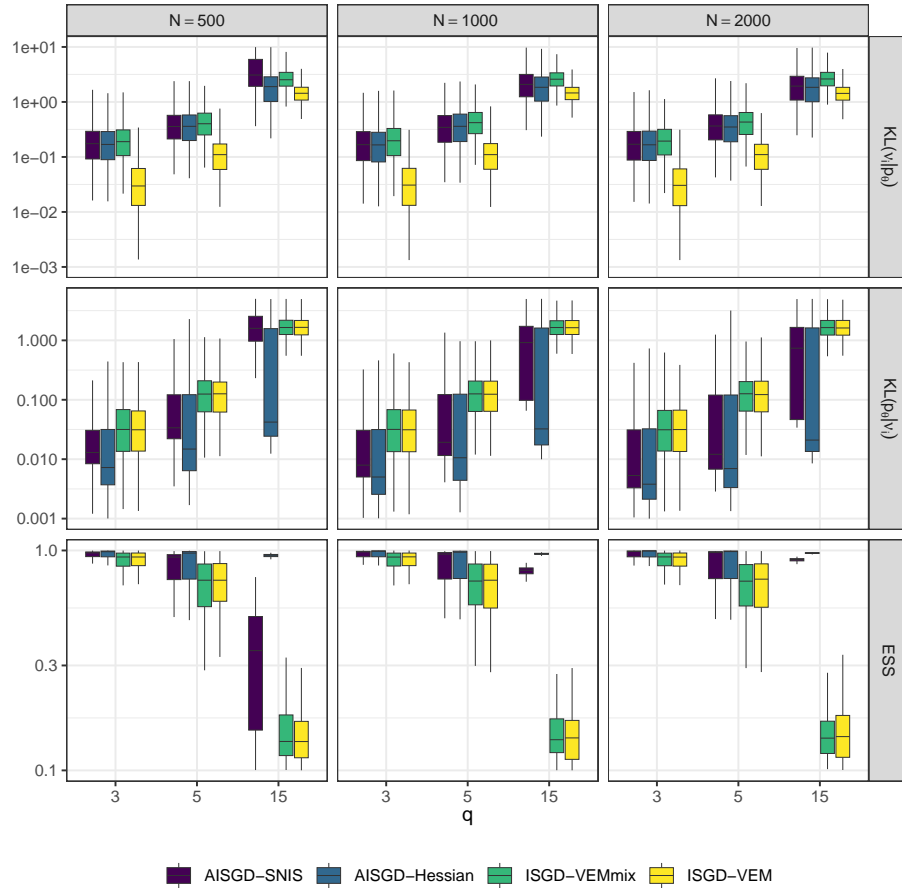 N = 500
N = 1000
N = 2000
1e+01
1e+00
1e−01
1e−02
1e−03
KL(νᵢ|p_θ)
1.000
0.100
0.010
0.001
KL(p_θ|νᵢ)
1.0
0.3
0.1
ESS
3 5 15
3 5 15
3 5 15
q
AISGD−SNIS
AISGD−Hessian
ISGD−VEMmix
ISGD−VEM